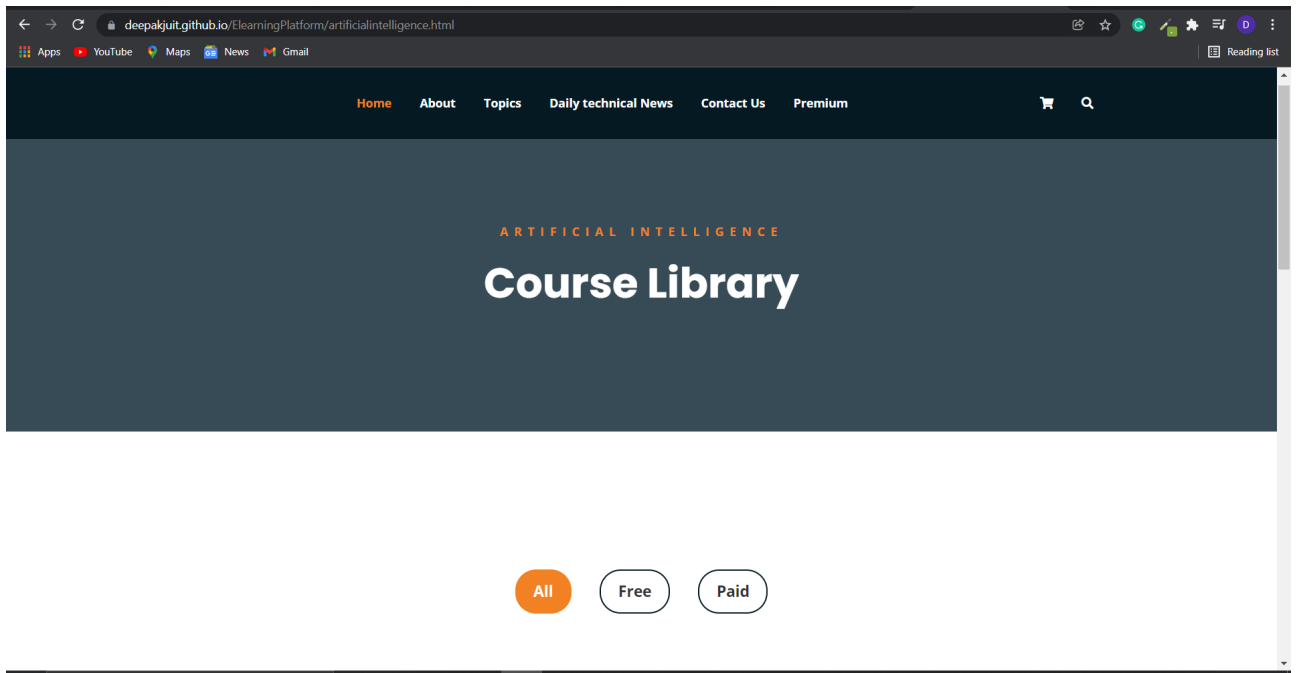 deepakjuit.github.io/ElearningPlatform/artificialintelligence.html
D
Apps YouTube Maps News Gmail Reading list
Home About Topics Daily technical News Contact Us Premium
ARTIFICIAL INTELLIGENCE
Course Library
All Free Paid